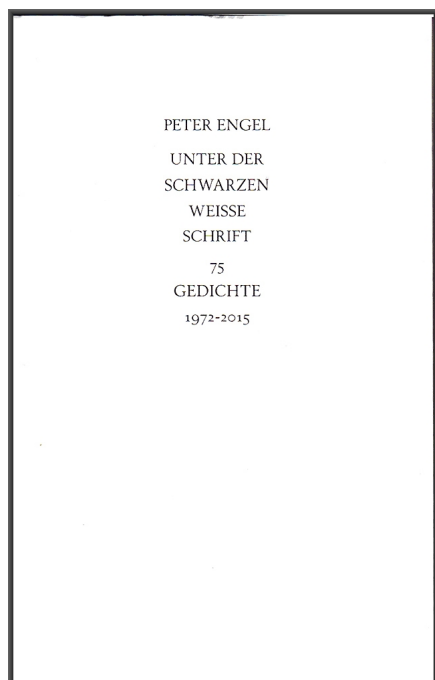 PETER ENGEL
UNTER DER
SCHWARZEN
WEISSE
SCHRIFT
75
GEDICHTE
1972-2015